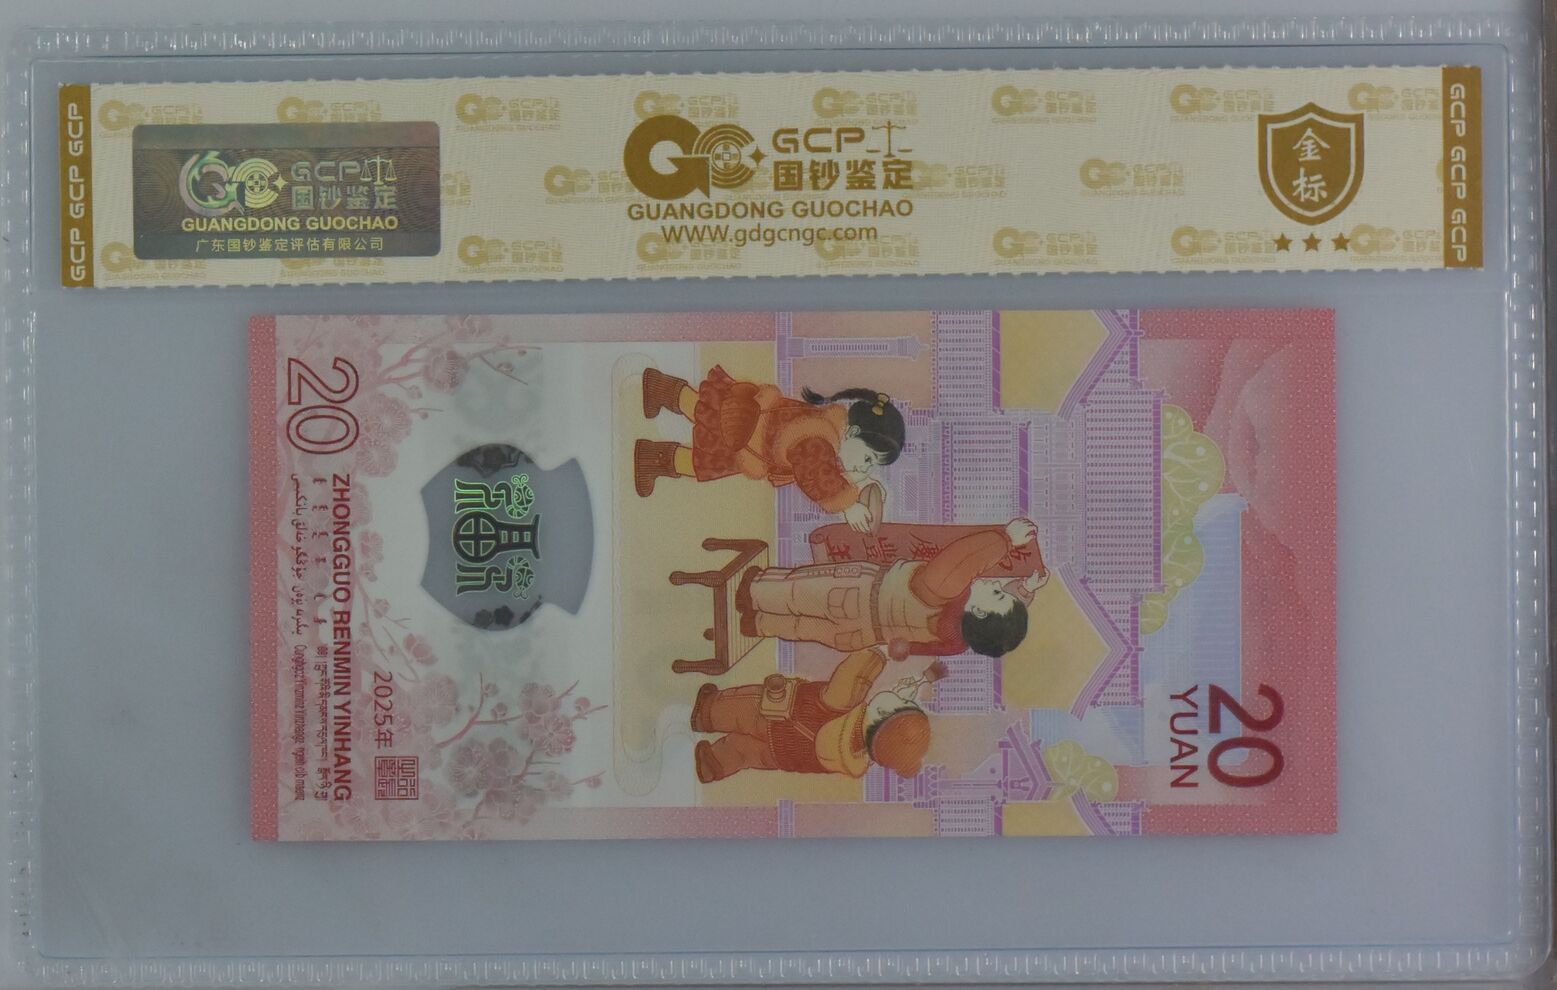 GCP GCP GCP
GCP
国钞鉴定
GUANGDONG GUOCHAO
广东国钞鉴定评估有限公司
GCP
国钞鉴定
GUANGDONG GUOCHAO
WWW.gdgcngc.com
金标
GCP GCP GCP
20
ZHONGGUO RENMIN YINHANG
2025年
20
YUAN